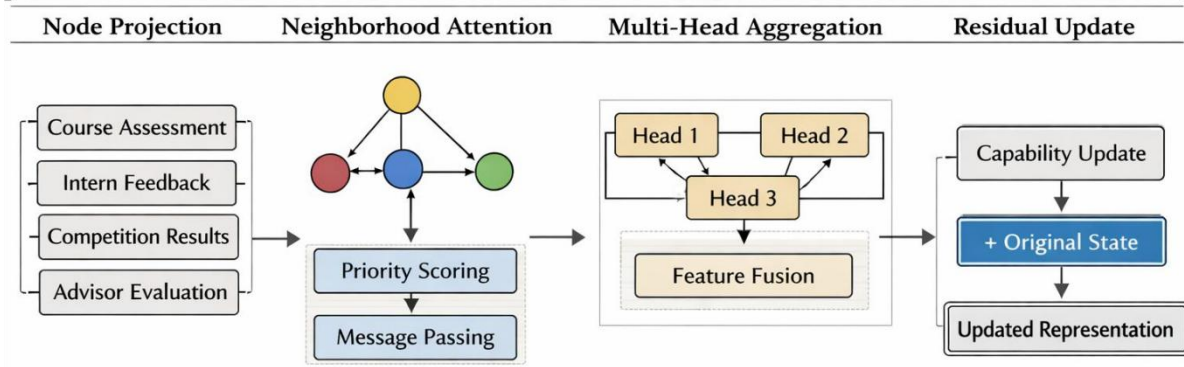 Node Projection Neighborhood Attention Multi-Head Aggregation Residual Update
Course Assessment
Intern Feedback
Competition Results
Advisor Evaluation
Priority Scoring
Message Passing
Head 1 Head 2
Head 3
Feature Fusion
Capability Update
+ Original State
Updated Representation